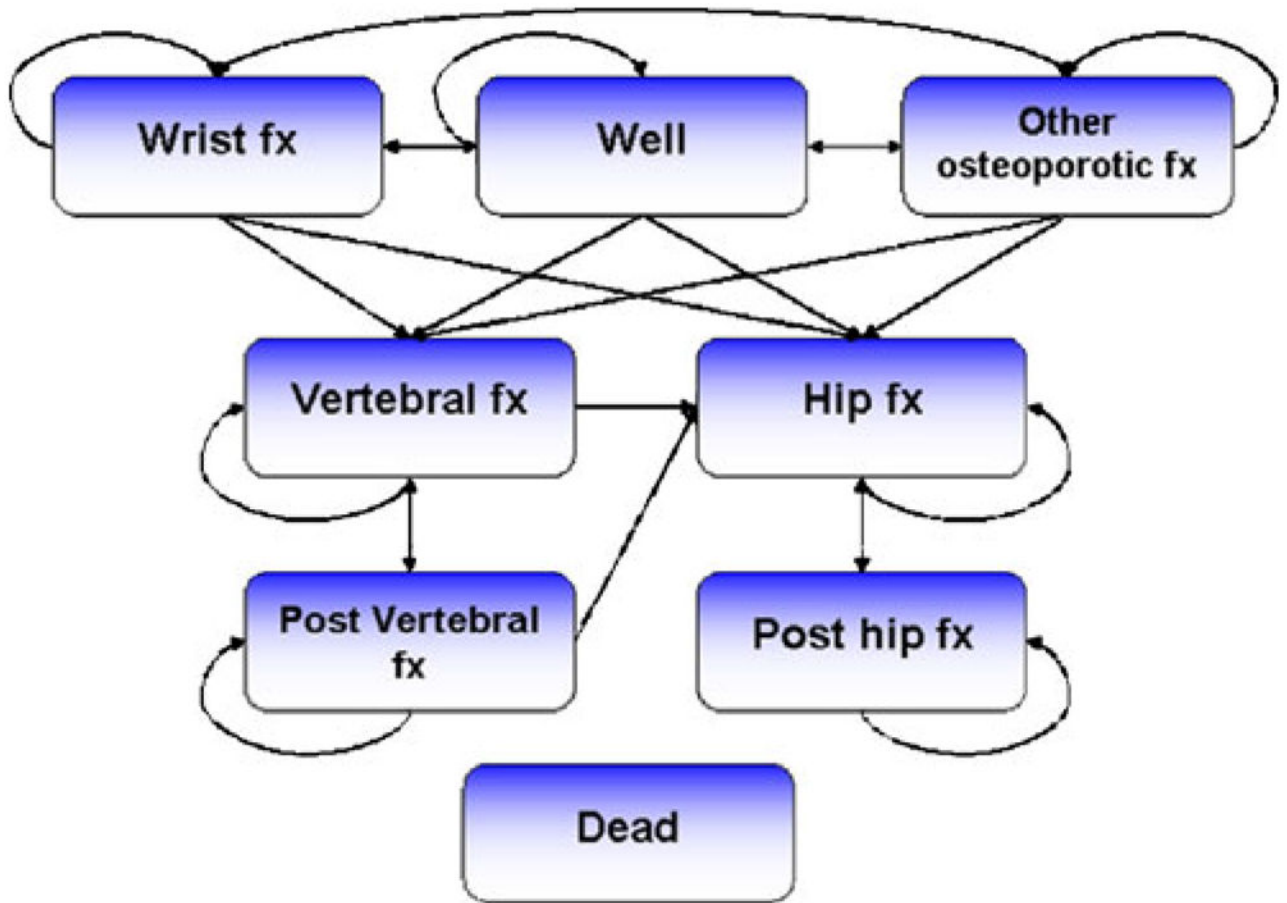 Wrist fx
Well
Other
osteoporotic fx
Vertebral fx
Hip fx
Post Vertebral
fx
Post hip fx
Dead